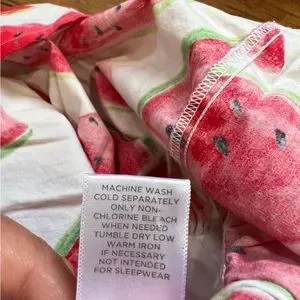 MACHINE WASH
COLD SEPARATELY
ONLY NON-
CHLORINE BLEACH
WHEN NEEDED
TUMBLE DRY LOW
WARM IRON
IF NECESSARY
NOT INTENDED
FOR SLEEPWEAR